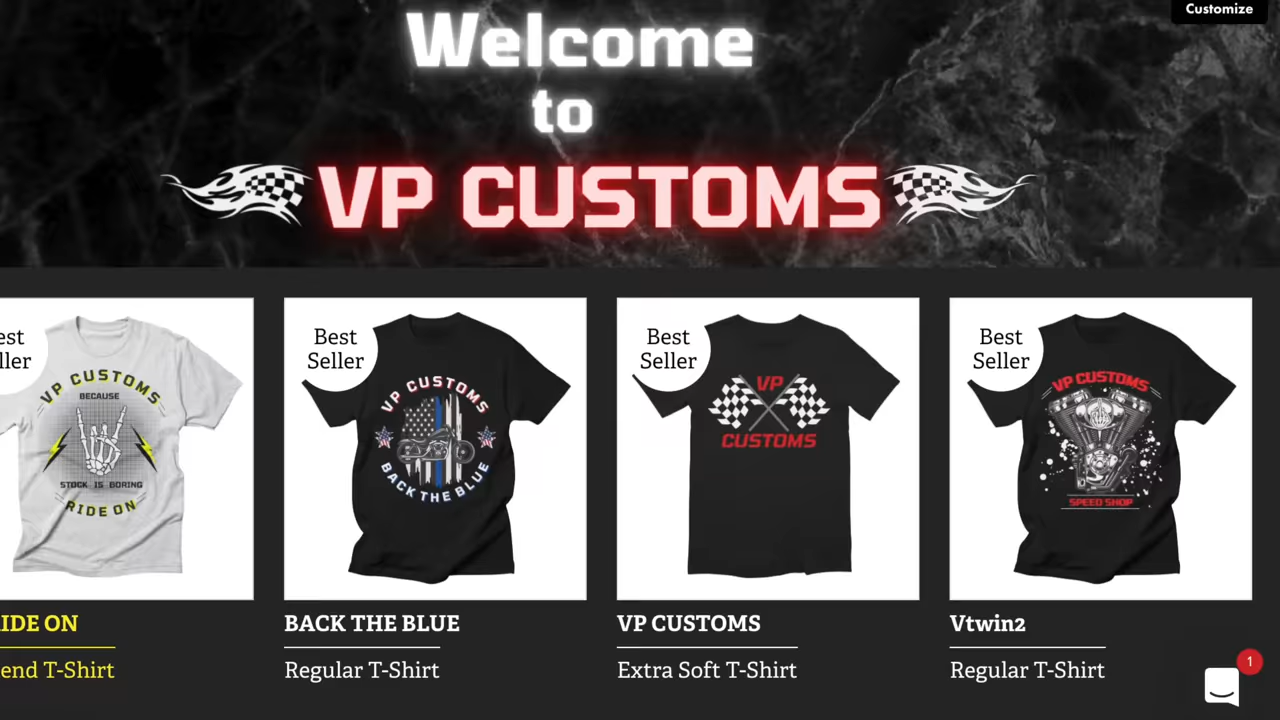 Customize
Welcome
to
VP CUSTOMS
est
ller
VP CUSTOMS
BECAUSE
STOCK IS BORING
RIDE ON
IDE ON
end T-Shirt
Best
Seller
VP CUSTOMS
BACK THE BLUE
BACK THE BLUE
Regular T-Shirt
Best
Seller
VP
CUSTOMS
VP CUSTOMS
Extra Soft T-Shirt
Best
Seller
VP CUSTOMS
SPEED SHOP
Vtwin2
Regular T-Shirt
1